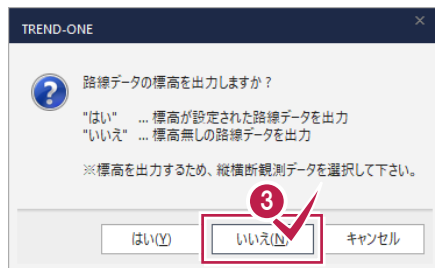 TREND-ONE
路線データの標高を出力しますか？
"はい" ... 標高が設定された路線データを出力
"いいえ" ... 標高無しの路線データを出力
※標高を出力するため、縦横断観測データを選択して下さい。
3
はい(Y) いいえ(N) キャンセル